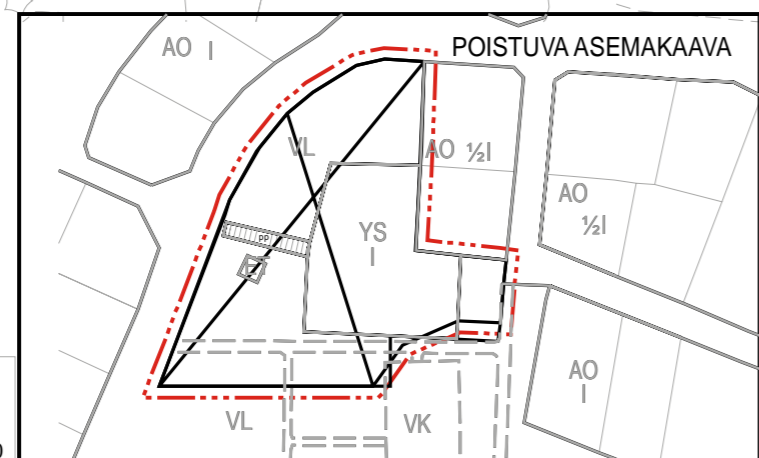 POISTUVA ASEMAKAAVA
AO I
VL
AO ½I
AO
½I
YS
I
PP
AO
I
VL
VK